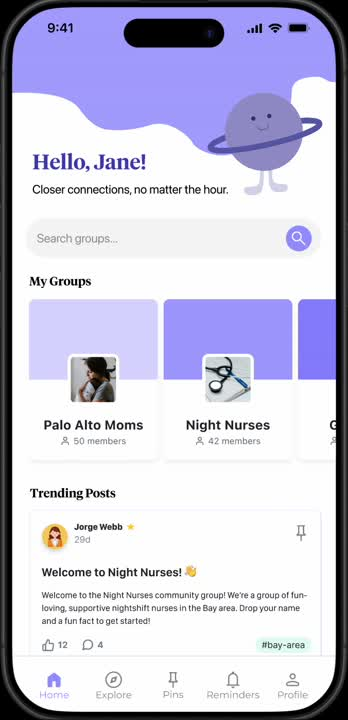 9:41
Hello, Jane!
Closer connections, no matter the hour.
Search groups...
My Groups
Palo Alto Moms
50 members
Night Nurses
42 members
G
Trending Posts
Jorge Webb
29d
Welcome to Night Nurses! 👋
Welcome to the Night Nurses community group! We're a group of fun-
loving, supportive nightshift nurses in the Bay area. Drop your name
and a fun fact to get started!
12
4
#bay-area
Home
Explore
Pins
Reminders
Profile